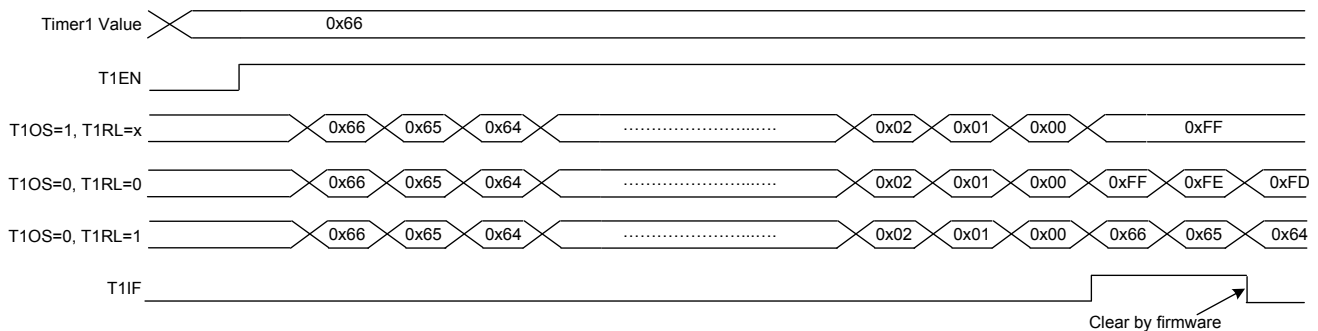 Timer1 Value 0x66
T1EN
T1OS=1, T1RL=x 0x66 0x65 0x64 ........................ 0x02 0x01 0x00 0xFF
T1OS=0, T1RL=0 0x66 0x65 0x64 ........................ 0x02 0x01 0x00 0xFF 0xFE 0xFD
T1OS=0, T1RL=1 0x66 0x65 0x64 ........................ 0x02 0x01 0x00 0x66 0x65 0x64
T1IF
Clear by firmware